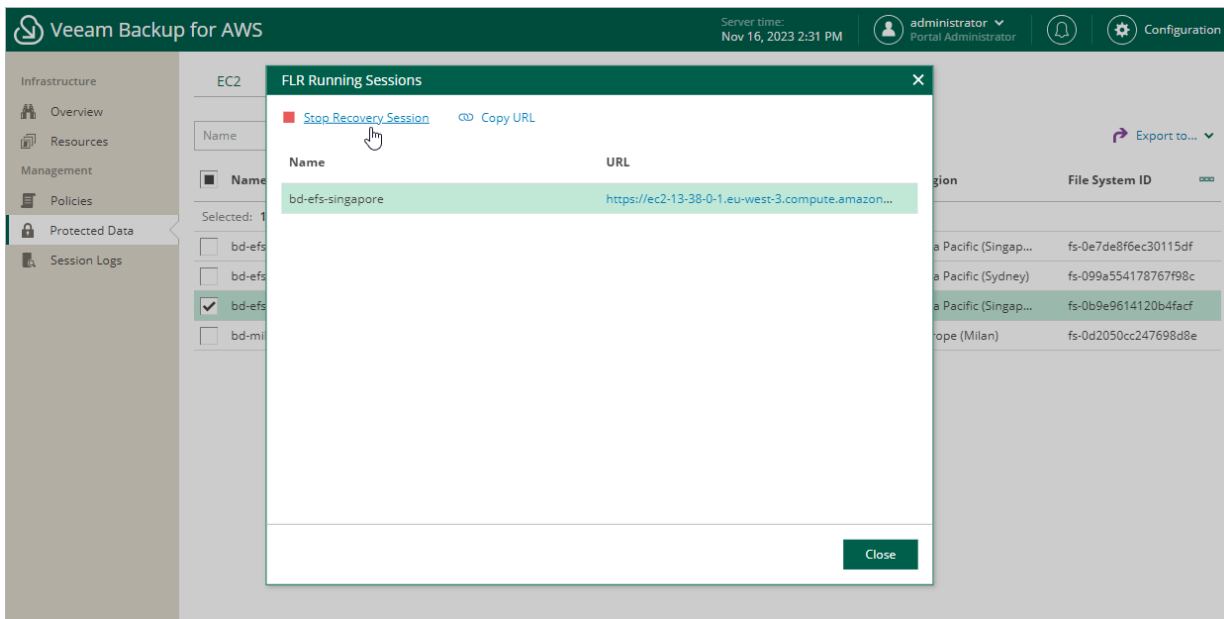 Veeam Backup for AWS
Server time:
Nov 16, 2023 2:31 PM
administrator
Portal Administrator
Configuration
Infrastructure
Overview
Resources
Management
Policies
Protected Data
Session Logs
EC2
Name
Export to...
Name
gion
File System ID
Selected: 1
bd-efs
a Pacific (Singap...
fs-0e7de8f6ec30115df
bd-efs
a Pacific (Sydney)
fs-099a554178767f98c
bd-efs
a Pacific (Singap...
fs-0b9e9614120b4facf
bd-mil
rope (Milan)
fs-0d2050cc247698d8e
FLR Running Sessions
Stop Recovery Session
Copy URL
Name
URL
bd-efs-singapore
https://ec2-13-38-0-1.eu-west-3.compute.amazon...
Close